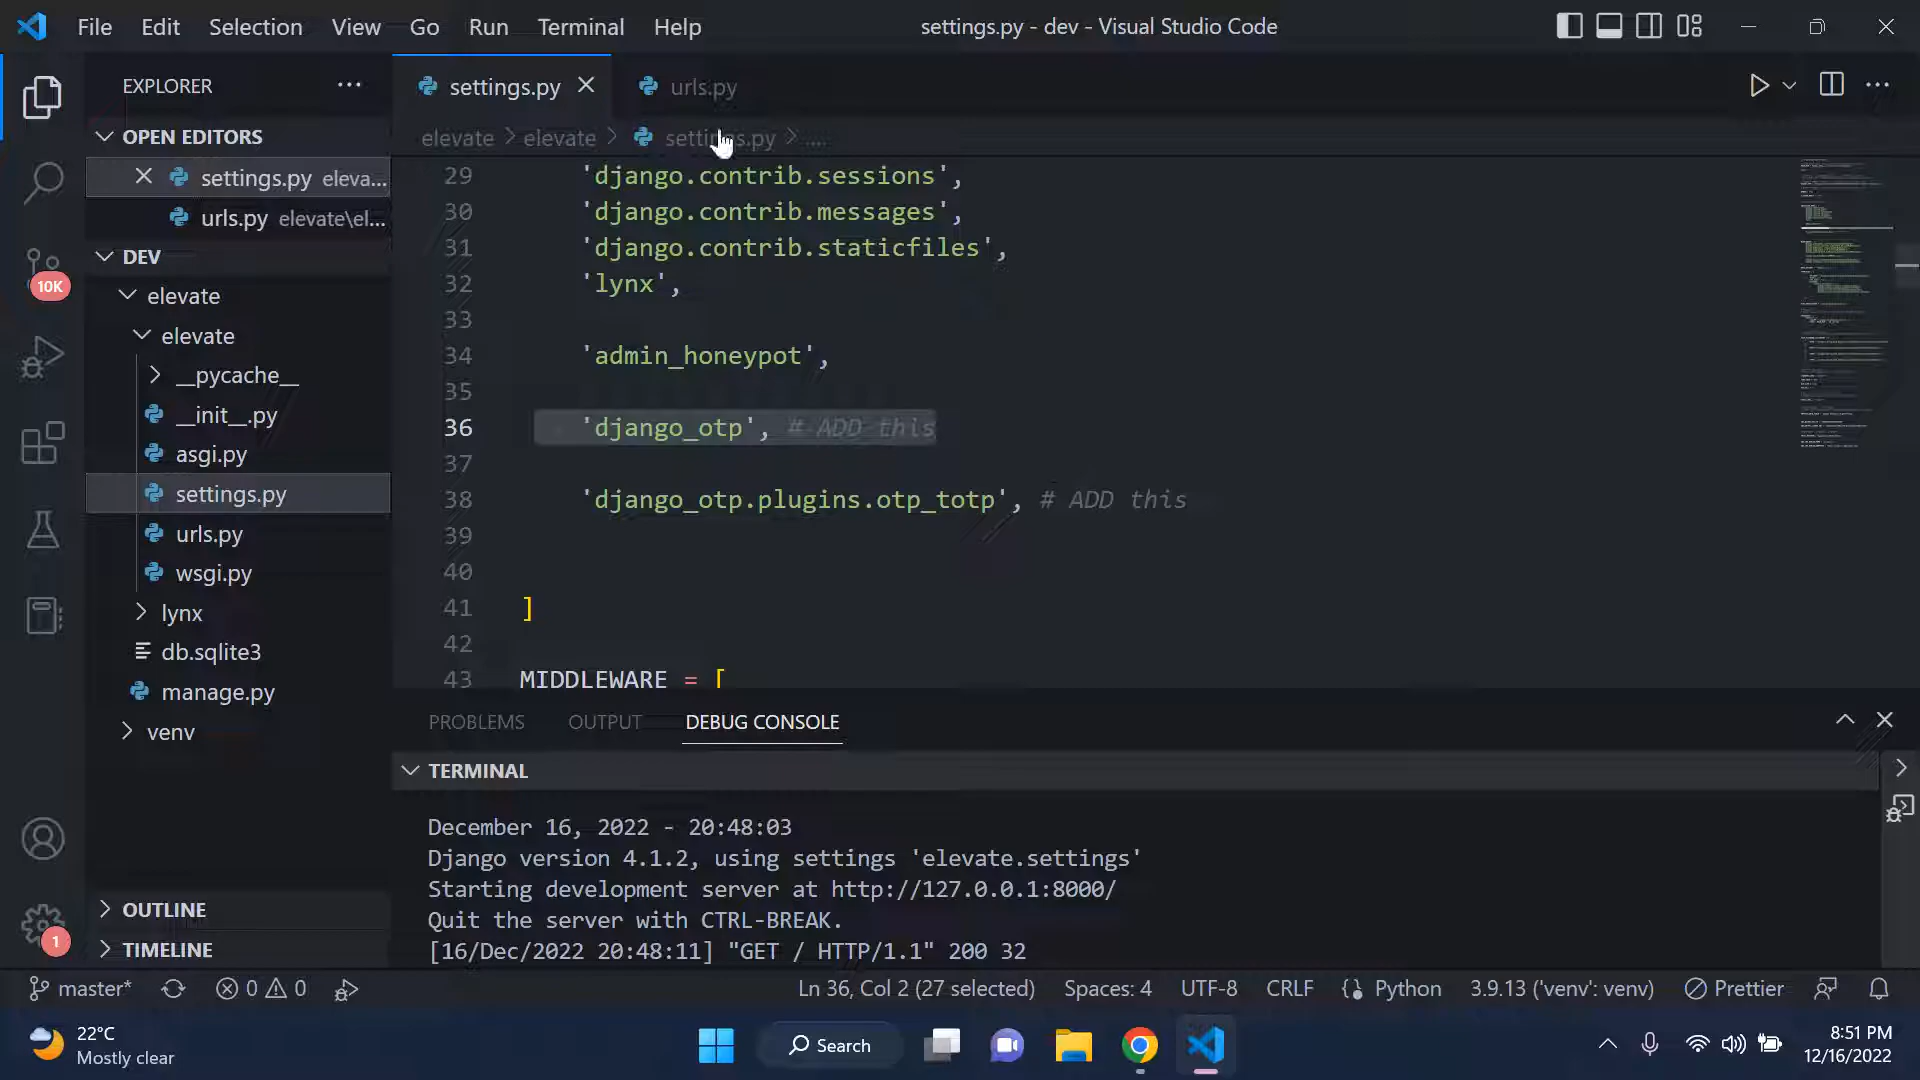 File Edit Selection View Go Run Terminal Help
settings.py - dev - Visual Studio Code
EXPLORER
OPEN EDITORS
settings.py eleva...
urls.py elevate\el...
DEV
elevate
elevate
__pycache__
__init__.py
asgi.py
settings.py
urls.py
wsgi.py
lynx
db.sqlite3
manage.py
venv
OUTLINE
TIMELINE
10K
1
settings.py
urls.py
elevate > elevate > settings.py > ...
29 'django.contrib.sessions',
30 'django.contrib.messages',
31 'django.contrib.staticfiles',
32 'lynx',
33
34 'admin_honeypot',
35
36 'django_otp', # ADD this
37
38 'django_otp.plugins.otp_totp', # ADD this
39
40
41 ]
42
43 MIDDLEWARE = [
PROBLEMS OUTPUT DEBUG CONSOLE
TERMINAL
December 16, 2022 - 20:48:03
Django version 4.1.2, using settings 'elevate.settings'
Starting development server at http://127.0.0.1:8000/
Quit the server with CTRL-BREAK.
[16/Dec/2022 20:48:11] "GET / HTTP/1.1" 200 32
master* 0 0 Ln 36, Col 2 (27 selected) Spaces: 4 UTF-8 CRLF Python 3.9.13 ('venv': venv) Prettier
22°C
Mostly clear
Search
8:51 PM
12/16/2022